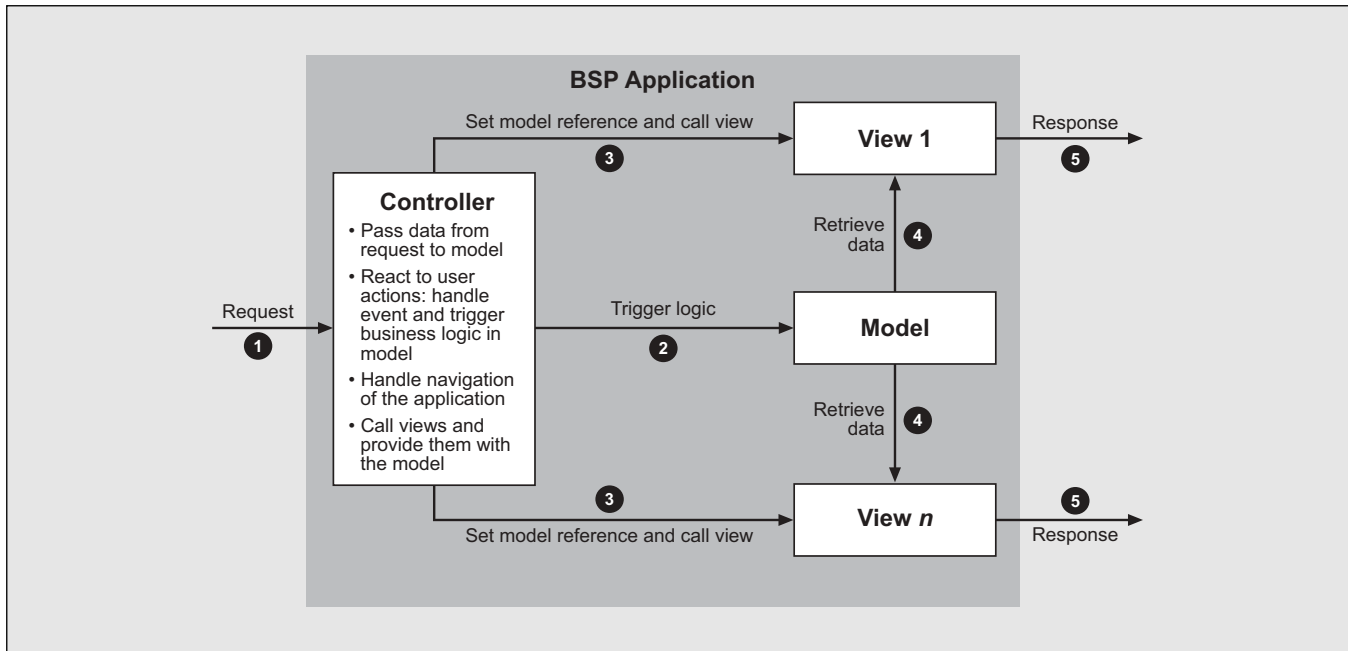 BSP Application
Set model reference and call view
3
View 1
Response
5
Controller
• Pass data from
request to model
• React to user
actions: handle
event and trigger
business logic in
model
• Handle navigation
of the application
• Call views and
provide them with
the model
Retrieve
data
4
Request
1
Trigger logic
2
Model
Retrieve
data
4
3
Set model reference and call view
View n
5
Response